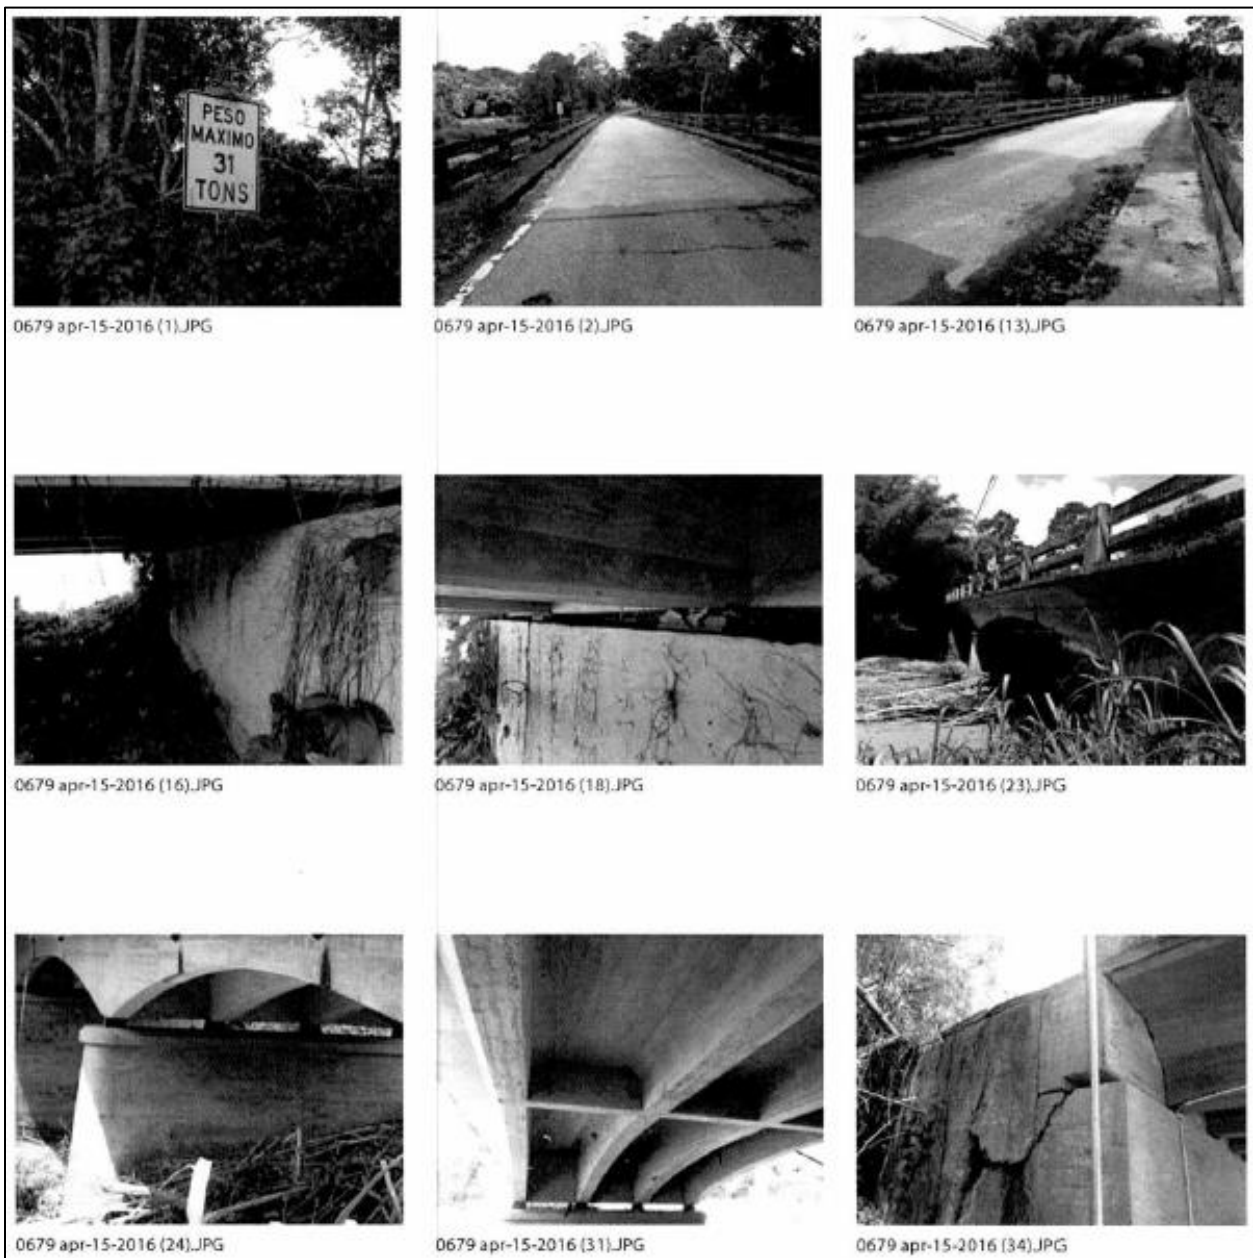 PESO
MAXIMO
31
TONS
0679 apr-15-2016 (1).JPG
0679 apr-15-2016 (2).JPG
0679 apr-15-2016 (13).JPG
0679 apr-15-2016 (16).JPG
0679 apr-15-2016 (18).JPG
0679 apr-15-2016 (23).JPG
0679 apr-15-2016 (24).JPG
0679 apr-15-2016 (31).JPG
0679 apr-15-2016 (34).JPG